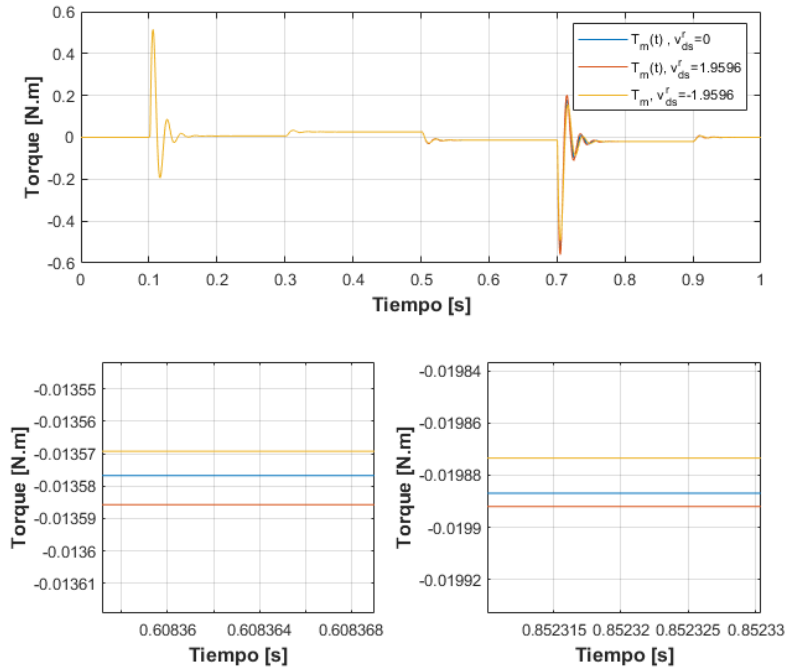 0.6
0.4
0.2
0
-0.2
-0.4
-0.6
Torque [N.m]
0 0.1 0.2 0.3 0.4 0.5 0.6 0.7 0.8 0.9 1
Tiempo [s]
T_m(t) , v^r_ds=0
T_m(t), v^r_ds=1.9596
T_m, v^r_ds=-1.9596
-0.01355
-0.01356
-0.01357
-0.01358
-0.01359
-0.0136
-0.01361
Torque [N.m]
0.60836 0.608364 0.608368
Tiempo [s]
-0.01984
-0.01986
-0.01988
-0.0199
-0.01992
Torque [N.m]
0.852315 0.85232 0.852325 0.85233
Tiempo [s]